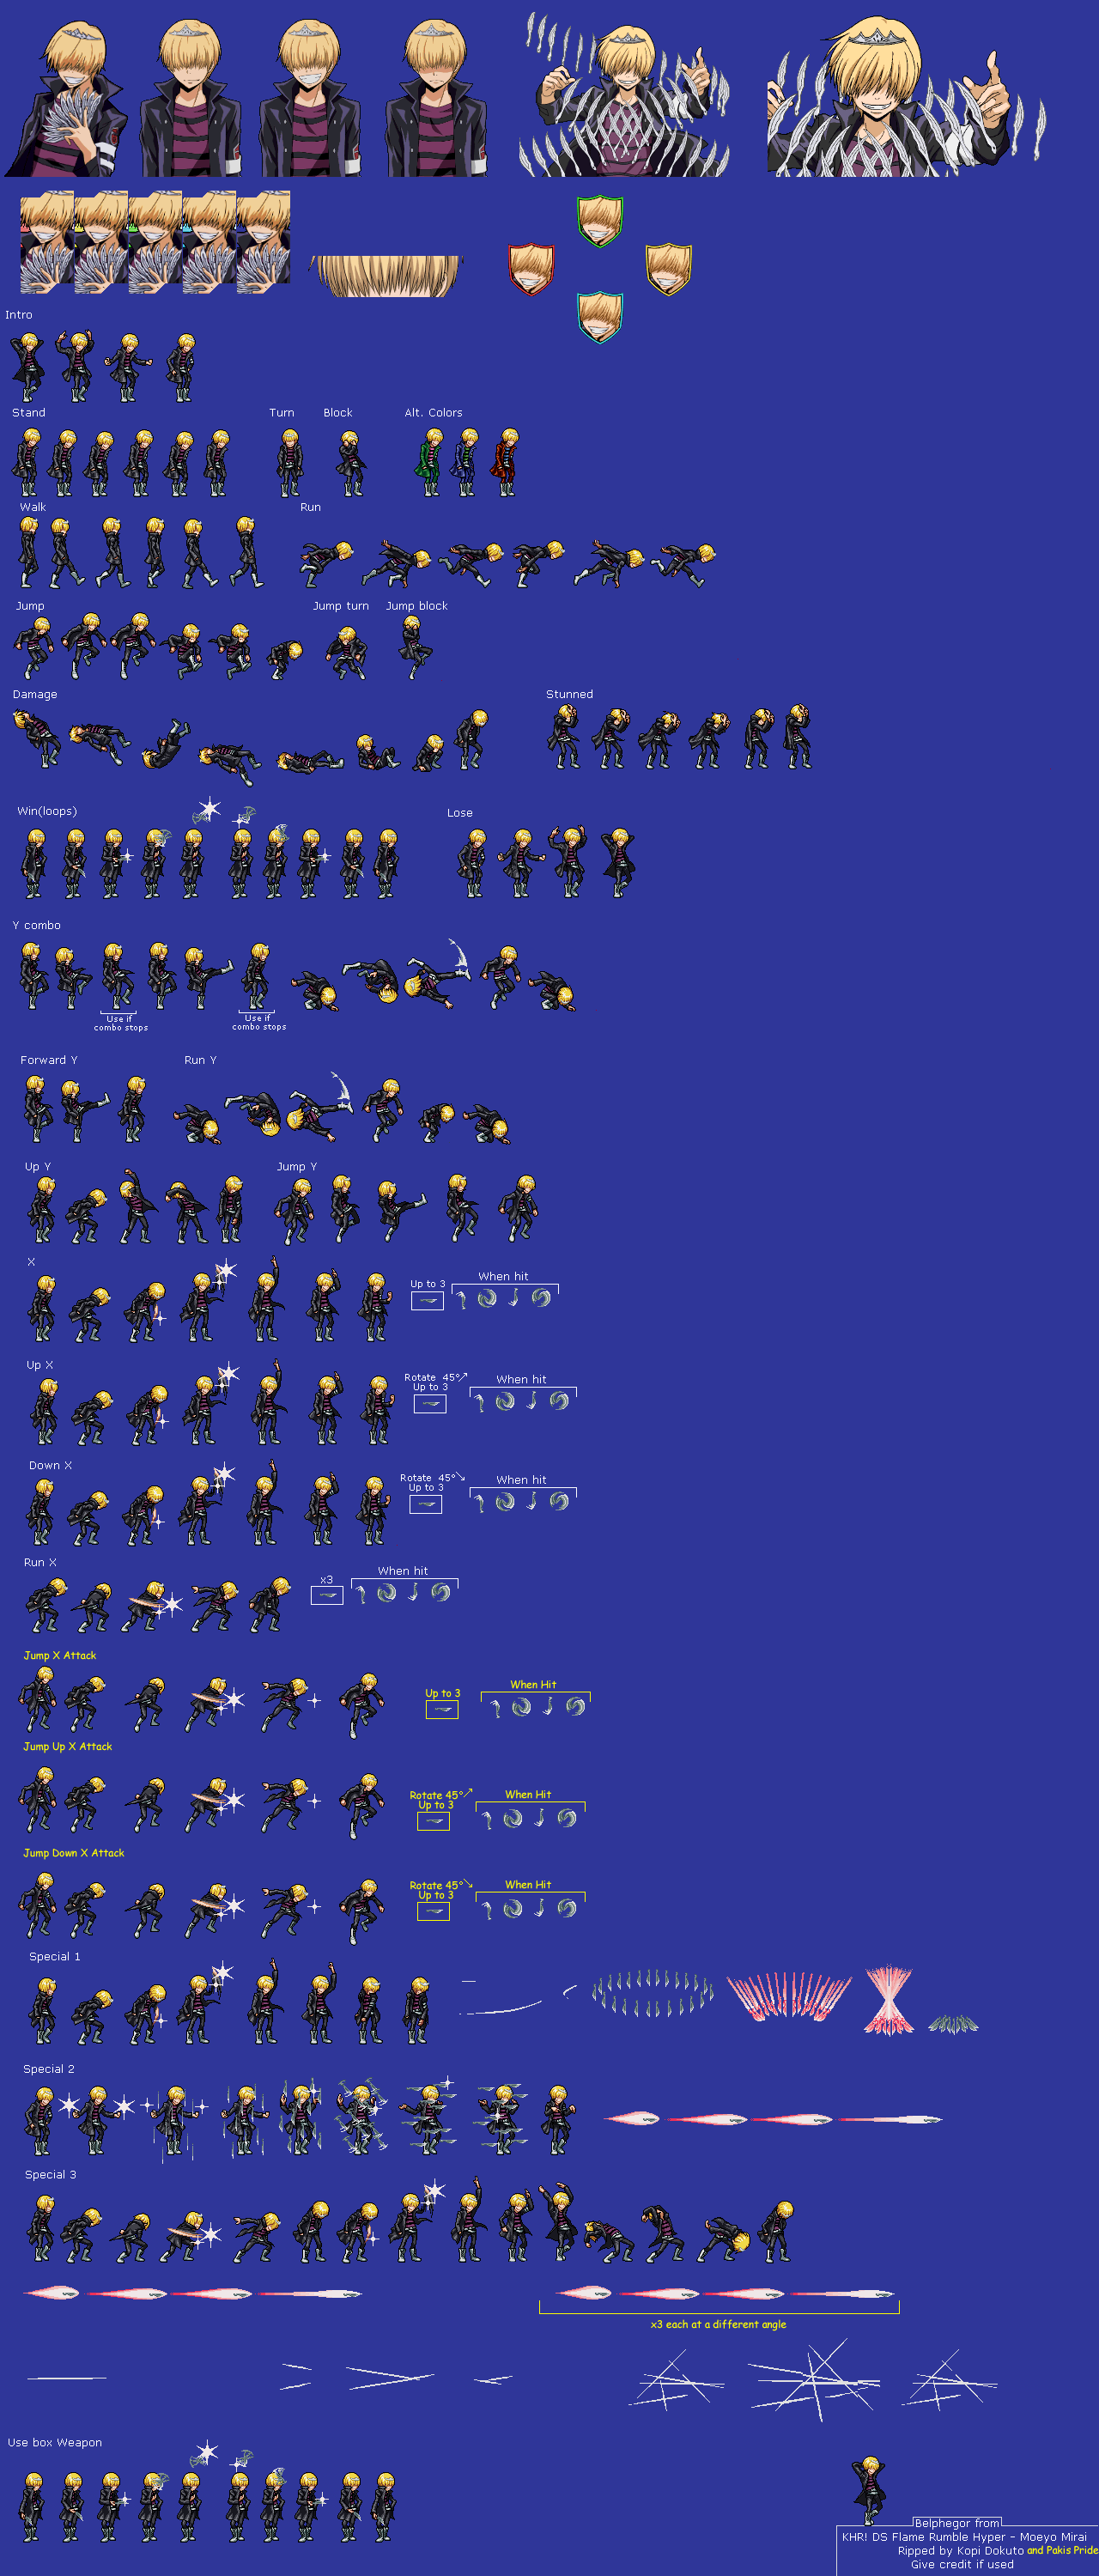 Intro
Stand
Turn
Block
Alt. Colors
Walk
Run
Jump
Jump turn
Jump block
Damage
Stunned
Win(loops)
Lose
Y combo
Use if
combo stops
Use if
combo stops
Forward Y
Run Y
Up Y
Jump Y
X
Up to 3
When hit
Up X
Rotate 45°↗
Up to 3
When hit
Down X
Rotate 45°↘
Up to 3
When hit
Run X
x3
When hit
Jump X Attack
Up to 3
When Hit
Jump Up X Attack
Rotate 45°↗
Up to 3
When Hit
Jump Down X Attack
Rotate 45°↘
Up to 3
When Hit
Special 1
Special 2
Special 3
x3 each at a different angle
Use box Weapon
Belphegor from
KHR! DS Flame Rumble Hyper - Moeyo Mirai
Ripped by Kopi Dokuto and Pakis Pride
Give credit if used